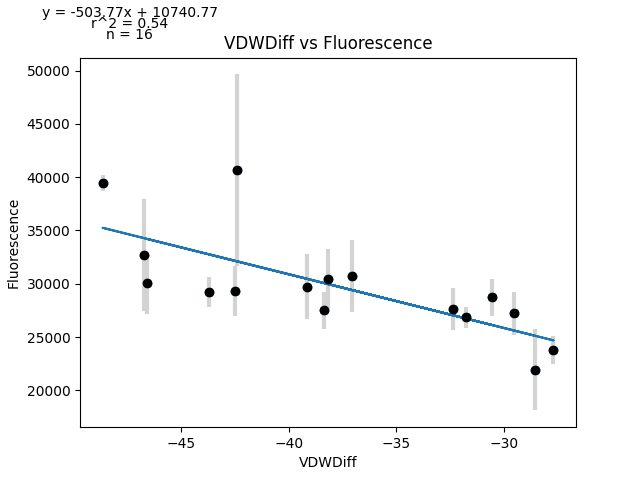 y = -503.77x + 10740.77
r^2 = 0.54
n = 16
VDWDiff vs Fluorescence
50000
45000
40000
35000
30000
25000
20000
Fluorescence
−45
−40
−35
−30
VDWDiff